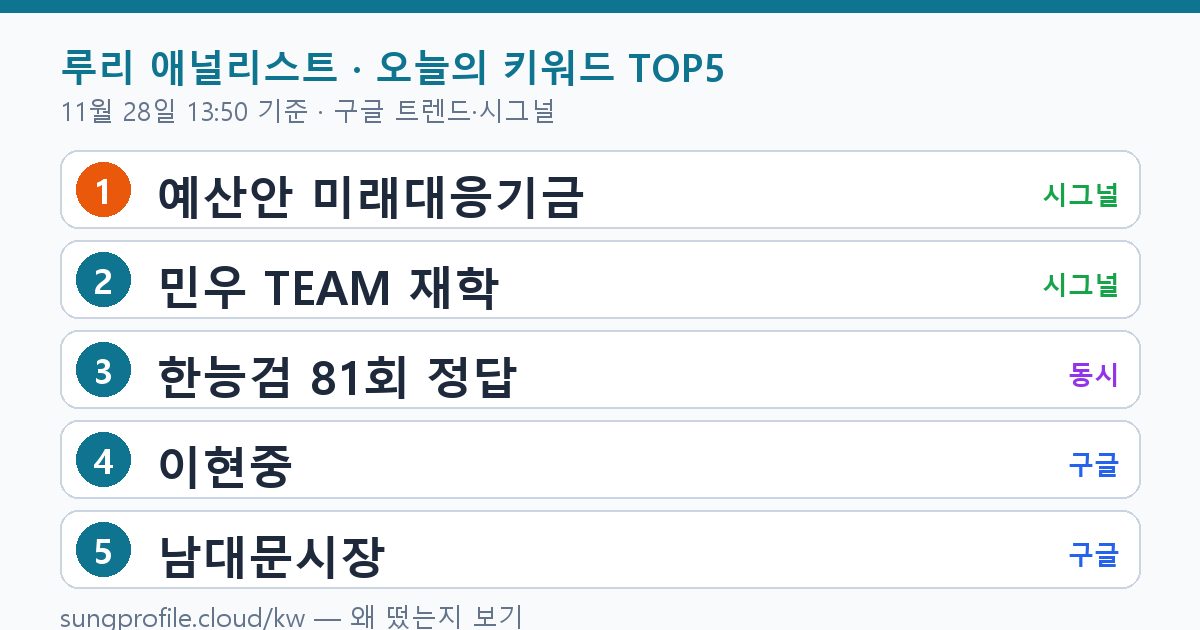 루리 애널리스트 · 오늘의 키워드 TOP5
11월 28일 13:50 기준 · 구글 트렌드·시그널
1 예산안 미래대응기금 시그널
2 민우 TEAM 재학 시그널
3 한능검 81회 정답 동시
4 이현중 구글
5 남대문시장 구글
sungprofile.cloud/kw — 왜 떴는지 보기